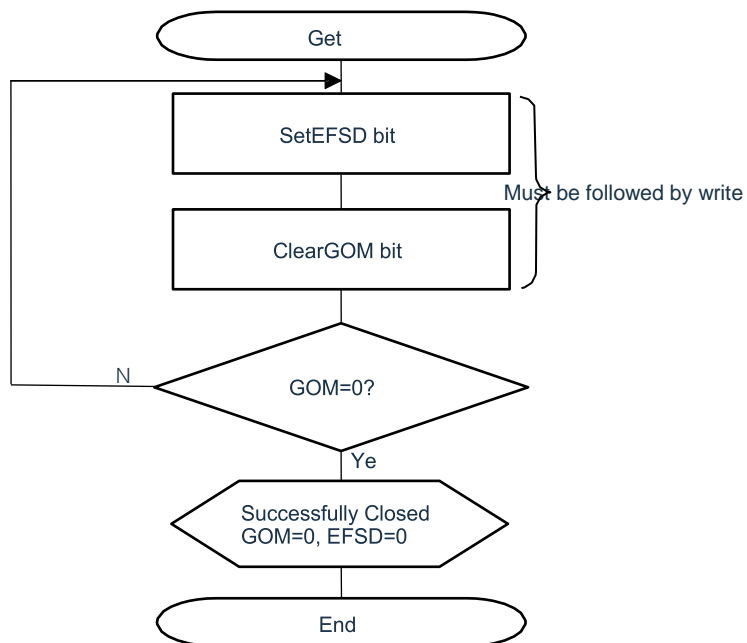 Get
SetEFSD bit
Must be followed by write
ClearGOM bit
N
GOM=0?
Ye
Successfully Closed
GOM=0, EFSD=0
End